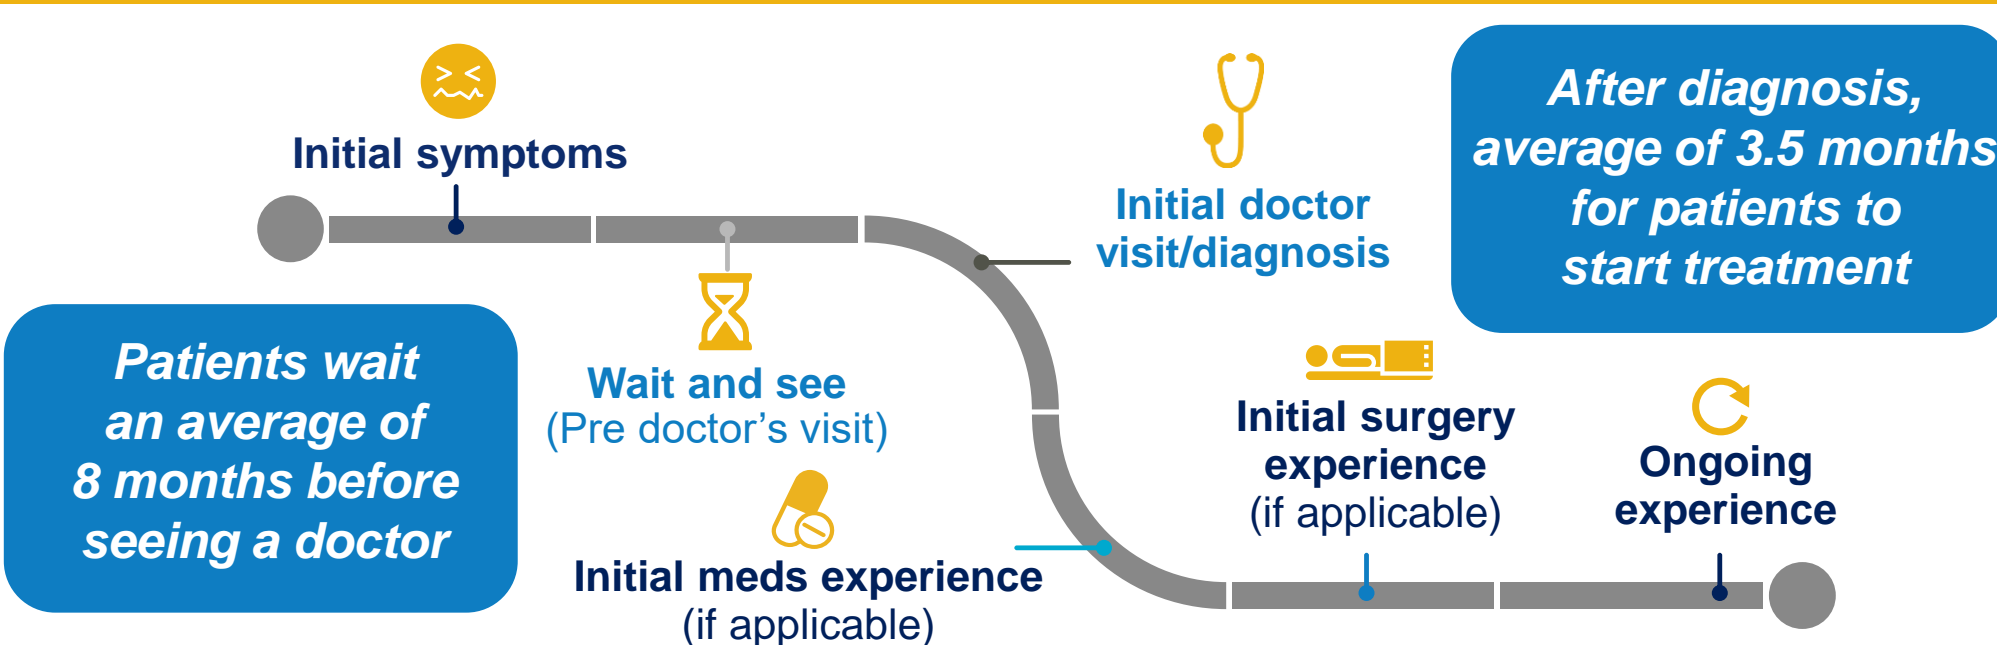 Initial symptoms
Wait and see
(Pre doctor's visit)
Initial doctor
visit/diagnosis
After diagnosis,
average of 3.5 months
for patients to
start treatment
Patients wait
an average of
8 months before
seeing a doctor
Initial meds experience
(if applicable)
Initial surgery
experience
(if applicable)
Ongoing
experience